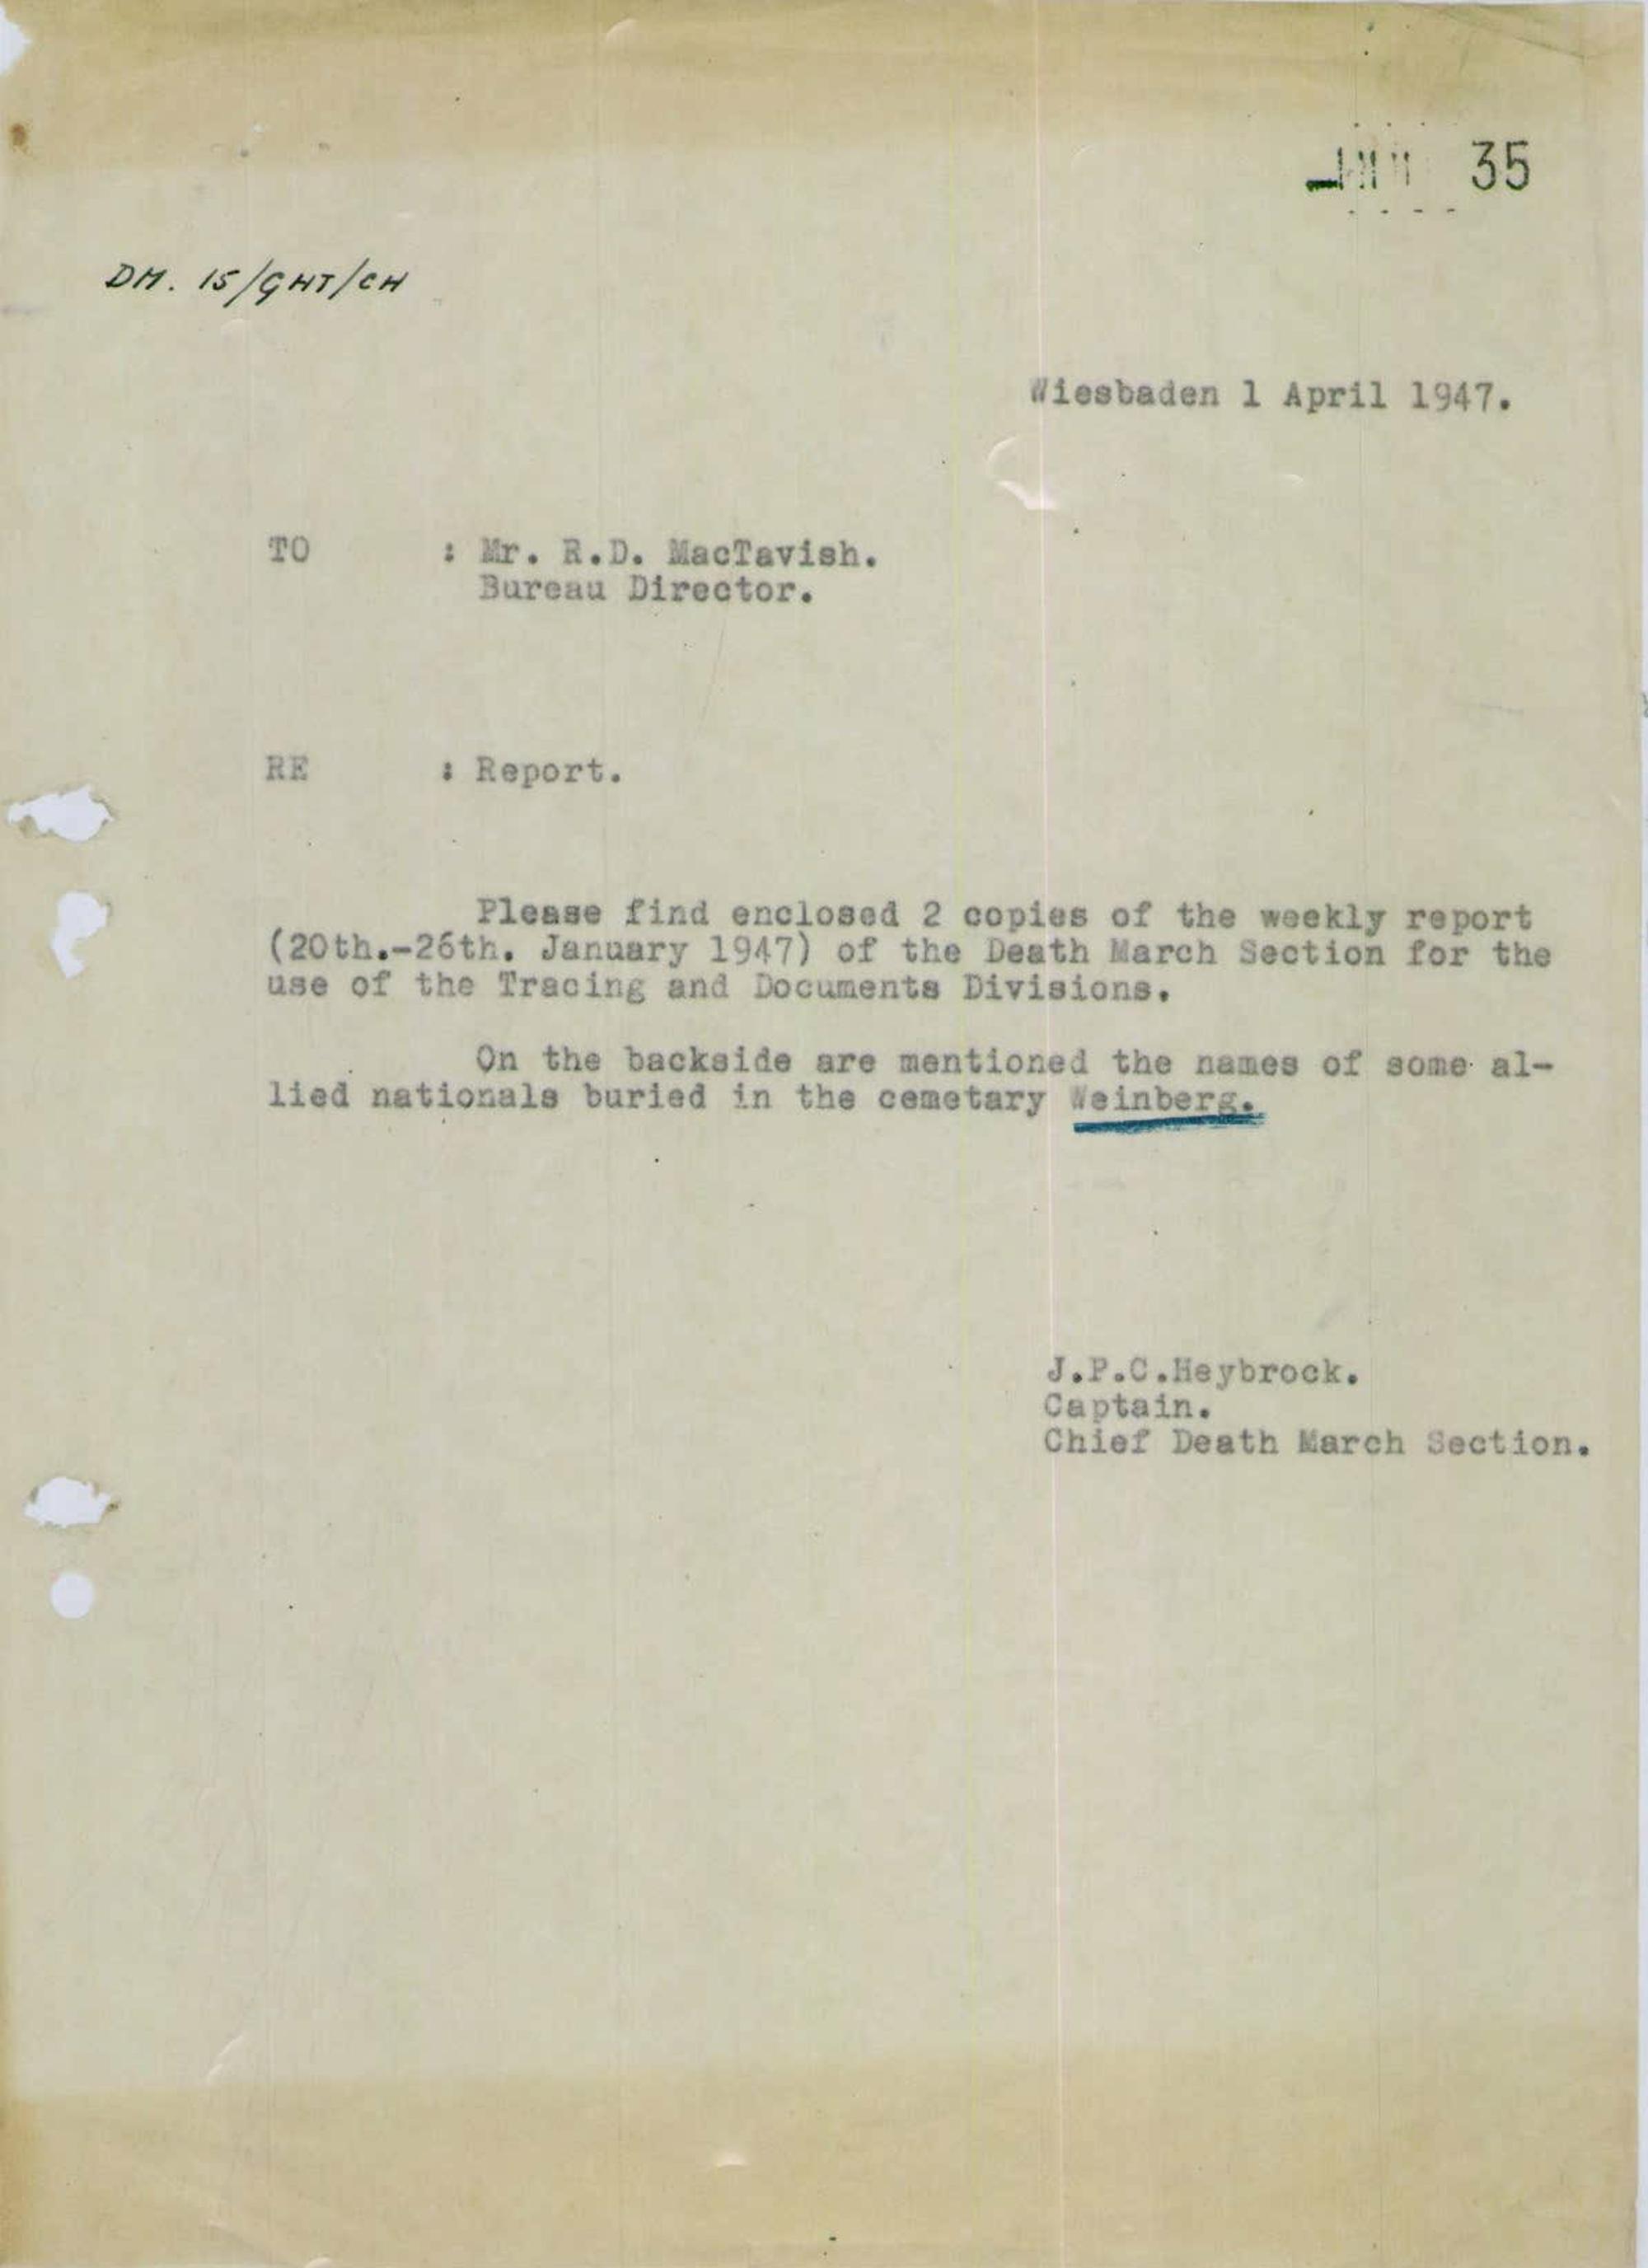 35
DM. 15/GHT/CH
Wiesbaden 1 April 1947.
TO : Mr. R.D. MacTavish.
Bureau Director.
RE : Report.
Please find enclosed 2 copies of the weekly report
(20th.-26th. January 1947) of the Death March Section for the
use of the Tracing and Documents Divisions.
On the backside are mentioned the names of some al-
lied nationals buried in the cemetary Weinberg.
J.P.C.Heybrock.
Captain.
Chief Death March Section.